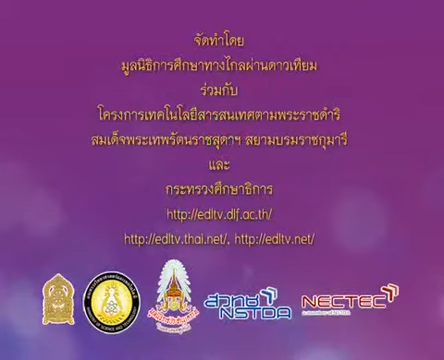 จัดทำโดย
มูลนิธิการศึกษาทางไกลผ่านดาวเทียม
ร่วมกับ
โครงการเทคโนโลยีสารสนเทศตามพระราชดำริ
สมเด็จพระเทพรัตนราชสุดาฯ สยามบรมราชกุมารี
และ
กระทรวงศึกษาธิการ
http://edltv.dlf.ac.th/
http://edltv.thai.net/, http://edltv.net/
สวทช NECTEC
NSTDA